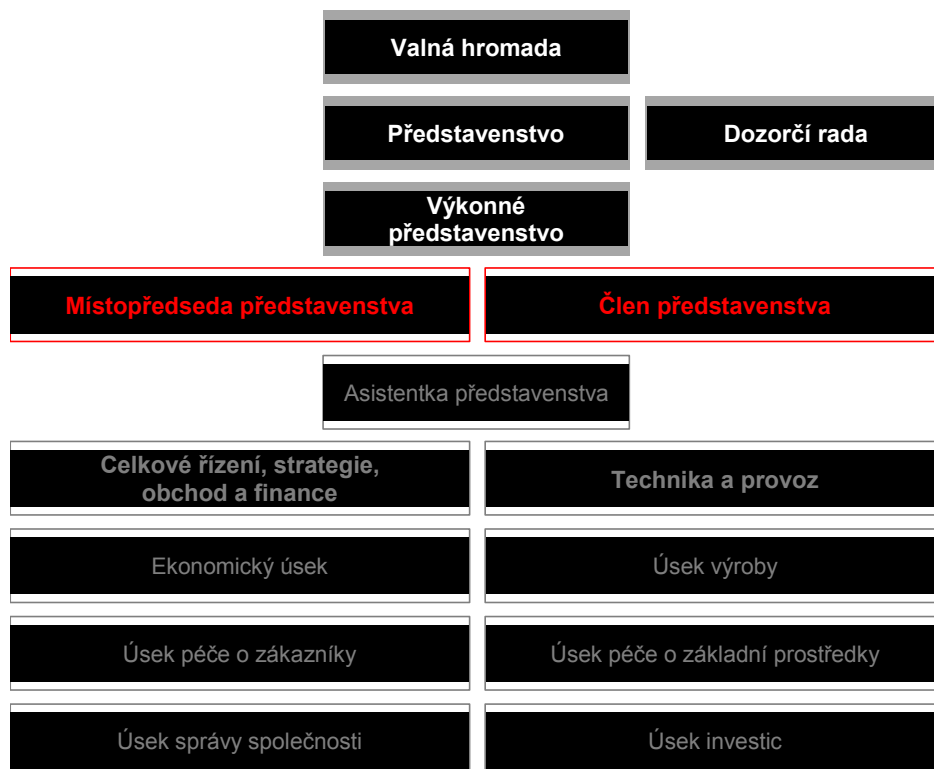 Valná hromada
Představenstvo
Dozorčí rada
Výkonné
představenstvo
Místopředseda představenstva
Člen představenstva
Asistentka představenstva
Celkové řízení, strategie,
obchod a finance
Technika a provoz
Ekonomický úsek
Úsek výroby
Úsek péče o zákazníky
Úsek péče o základní prostředky
Úsek správy společnosti
Úsek investic